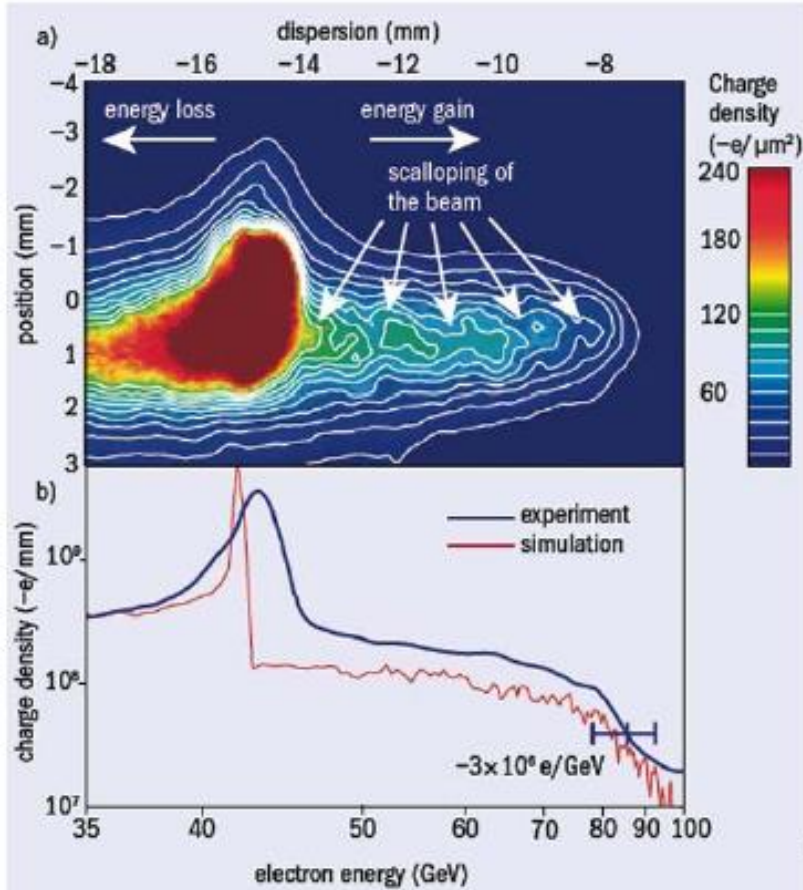 a)
dispersion (mm)
−18 −16 −14 −12 −10 −8
−4
−3
−2
−1
0
1
2
3
position (mm)
energy loss
energy gain
scalloping of
the beam
Charge
density
(−e/μm²)
240
180
120
60
b)
experiment
simulation
charge density (−e/mm)
10⁹
10⁸
10⁷
−3×10⁶ e/GeV
35 40 50 60 70 80 90 100
electron energy (GeV)